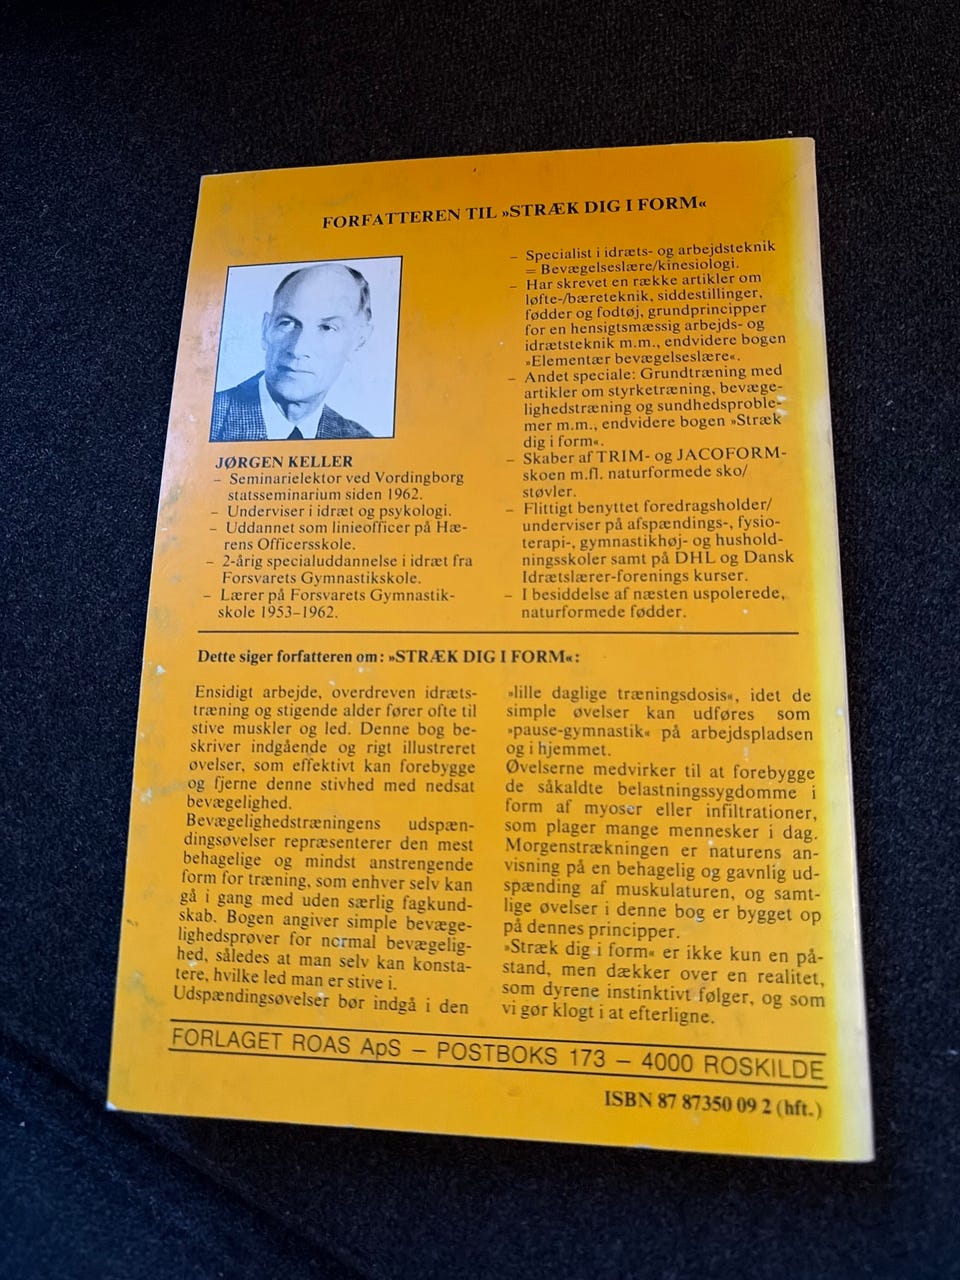 FORFATTEREN TIL »STRÆK DIG I FORM«
JØRGEN KELLER
– Seminarielektor ved Vordingborg
statsseminarium siden 1962.
– Underviser i idræt og psykologi.
– Uddannet som linieofficer på Hæ-
rens Officersskole.
– 2-årig specialuddannelse i idræt fra
Forsvarets Gymnastikskole.
– Lærer på Forsvarets Gymnastik-
skole 1953–1962.
– Specialist i idræts- og arbejdsteknik
= Bevægelseslære/kinesiologi.
– Har skrevet en række artikler om
løfte-/bæreteknik, siddestillinger,
fødder og fodtøj, grundprincipper
for en hensigtsmæssig arbejds- og
idrætsteknik m.m., endvidere bogen
»Elementær bevægelseslære«.
– Andet speciale: Grundtræning med
artikler om styrketræning, bevæge-
lighedstræning og sundhedsproble-
mer m.m., endvidere bogen »Stræk
dig i form«.
– Skaber af TRIM- og JACOFORM-
skoen m.fl. naturformede sko/
støvler.
– Flittigt benyttet foredragsholder/
underviser på afspændings-, fysio-
terapi-, gymnastikhøj- og hushold-
ningsskoler samt på DHL og Dansk
Idrætslærer-forenings kurser.
– I besiddelse af næsten uspolerede,
naturformede fødder.
Dette siger forfatteren om: »STRÆK DIG I FORM«:
Ensidigt arbejde, overdreven idræts-
træning og stigende alder fører ofte til
stive muskler og led. Denne bog be-
skriver indgående og rigt illustreret
øvelser, som effektivt kan forebygge
og fjerne denne stivhed med nedsat
bevægelighed.
Bevægelighedstræningens udspæn-
dingsøvelser repræsenterer den mest
behagelige og mindst anstrengende
form for træning, som enhver selv kan
gå i gang med uden særlig fagkund-
skab. Bogen angiver simple bevæge-
lighedsprøver for normal bevægelig-
hed, således at man selv kan konsta-
tere, hvilke led man er stive i.
Udspændingsøvelser bør indgå i den
»lille daglige træningsdosis«, idet de
simple øvelser kan udføres som
»pause-gymnastik« på arbejdspladsen
og i hjemmet.
Øvelserne medvirker til at forebygge
de såkaldte belastningssygdomme i
form af myoser eller infiltrationer,
som plager mange mennesker i dag.
Morgenstrækningen er naturens an-
visning på en behagelig og gavnlig ud-
spænding af muskulaturen, og samt-
lige øvelser i denne bog er bygget op
på dennes principper.
»Stræk dig i form« er ikke kun en på-
stand, men dækker over en realitet,
som dyrene instinktivt følger, og som
vi gør klogt i at efterligne.
FORLAGET ROAS ApS – POSTBOKS 173 – 4000 ROSKILDE
ISBN 87 87350 09 2 (hft.)